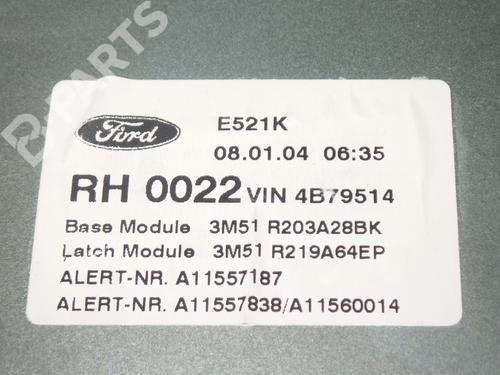 B-PARTS
Ford
E521K
08.01.04 06:35
RH 0022 VIN 4B79514
Base Module 3M51 R203A28BK
Latch Module 3M51 R219A64EP
ALERT-NR. A11557187
ALERT-NR. A11557838/A11560014